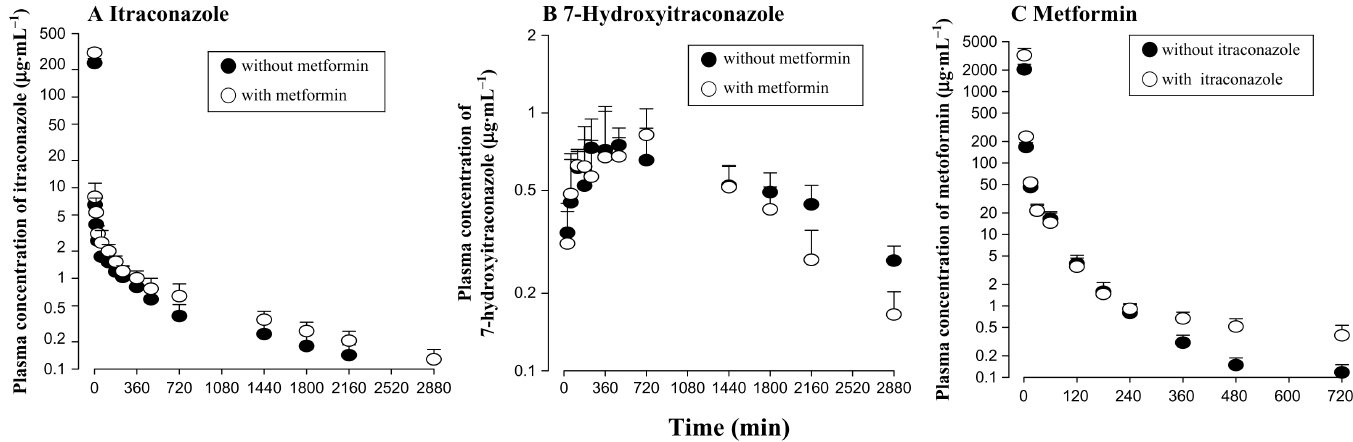 A Itraconazole
Plasma concentration of itraconazole (μg·mL⁻¹)
500
200
100
50
20
10
5
2
1
0.5
0.2
0.1
without metformin
with metformin
0 360 720 1080 1440 1800 2160 2520 2880
B 7-Hydroxyitraconazole
Plasma concentration of
7-hydroxyitraconazole (μg·mL⁻¹)
2
1
0.5
0.2
0.1
without metformin
with metformin
0 360 720 1080 1440 1800 2160 2520 2880
Time (min)
C Metformin
Plasma concentration of metoformin (μg·mL⁻¹)
5000
2000
500
200
100
50
20
10
5
2
1
0.5
0.2
0.1
without itraconazole
with itraconazole
0 120 240 360 480 600 720